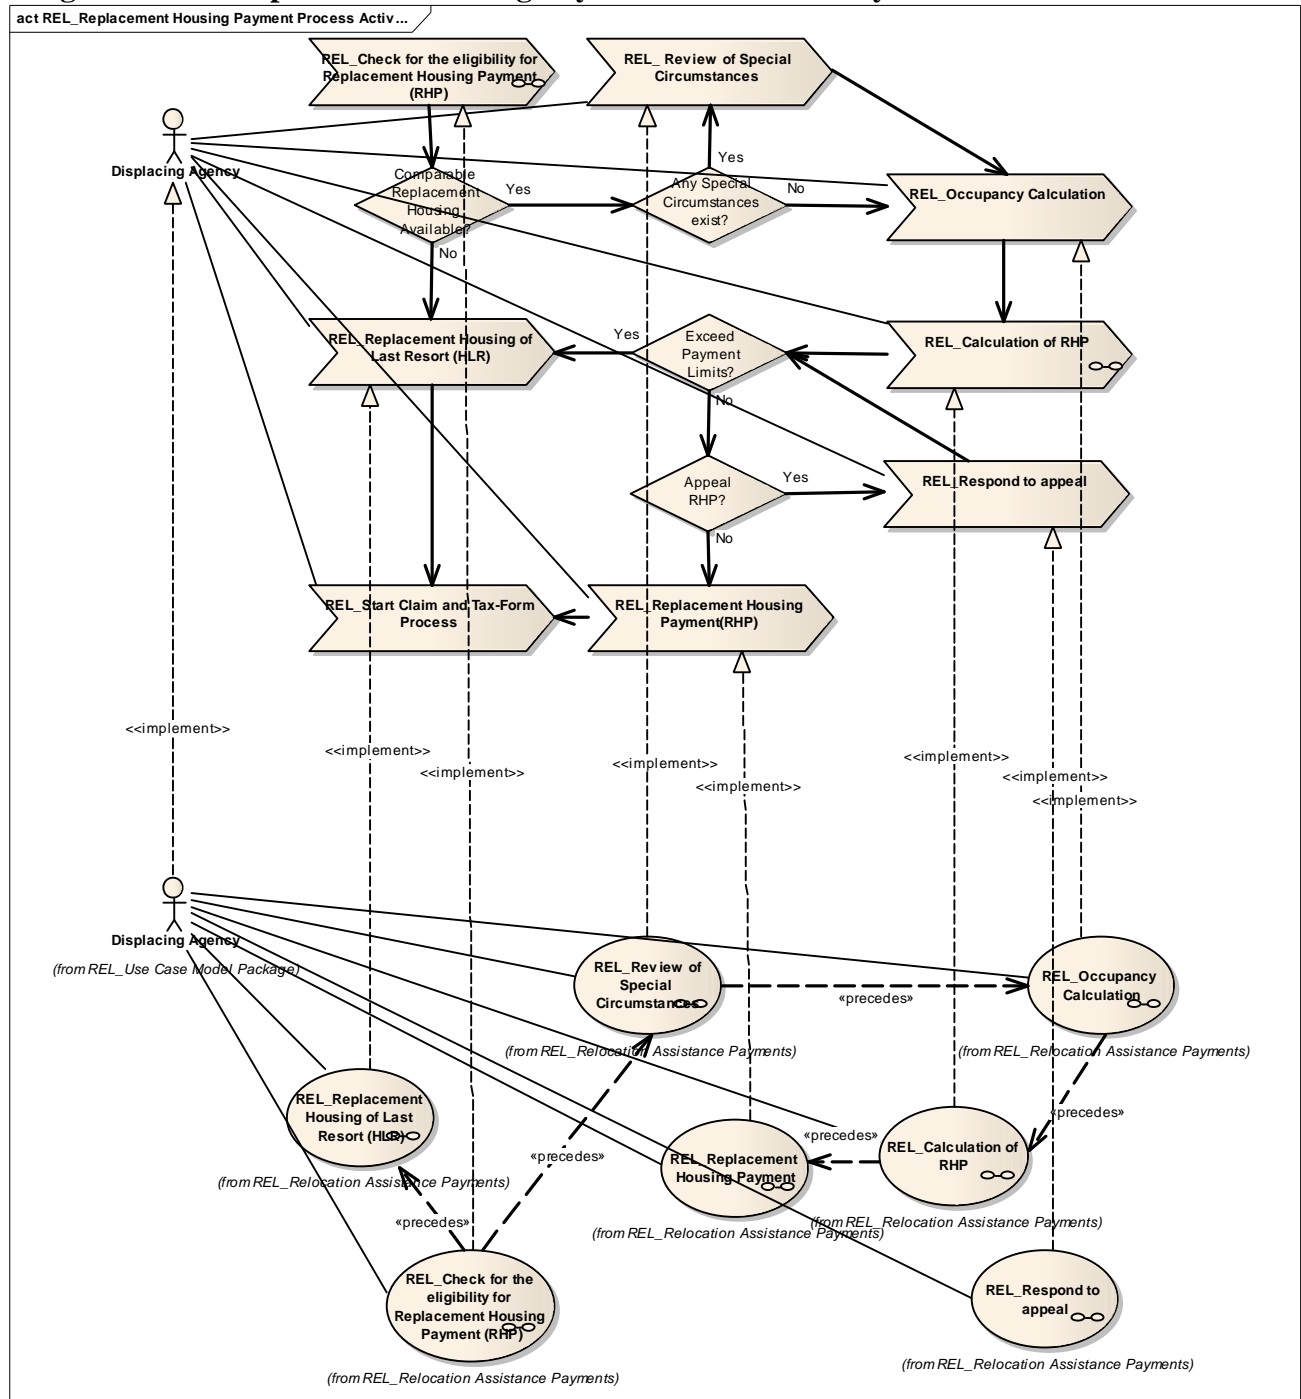 act REL_Replacement Housing Payment Process Activ...
REL_Check for the eligibility for
Replacement Housing Payment
(RHP)
REL_ Review of Special
Circumstances
Displacing Agency
Comparable
Replacement
Housing
Available?
Yes
Yes
Any Special
Circumstances
exist?
No
REL_Occupancy Calculation
No
REL_Replacement Housing of
Last Resort (HLR)
Yes
Exceed
Payment
Limits?
REL_Calculation of RHP
No
Appeal
RHP?
Yes
REL_Respond to appeal
No
REL_Start Claim and Tax-Form
Process
REL_Replacement Housing
Payment(RHP)
<<implement>>
<<implement>>
<<implement>>
<<implement>>
<<implement>>
<<implement>>
<<implement>>
<<implement>>
Displacing Agency
(from REL_Use Case Model Package)
REL_Review of
Special
Circumstances
(from REL_Relocation Assistance Payments)
«precedes»
REL_Occupancy
Calculation
(from REL_Relocation Assistance Payments)
REL_Replacement
Housing of Last
Resort (HLR)
(from REL_Relocation Assistance Payments)
«precedes»
«precedes»
«precedes»
REL_Replacement
Housing Payment
(from REL_Relocation Assistance Payments)
REL_Calculation of
RHP
(from REL_Relocation Assistance Payments)
«precedes»
REL_Check for the
eligibility for
Replacement Housing
Payment (RHP)
(from REL_Relocation Assistance Payments)
REL_Respond to
appeal
(from REL_Relocation Assistance Payments)